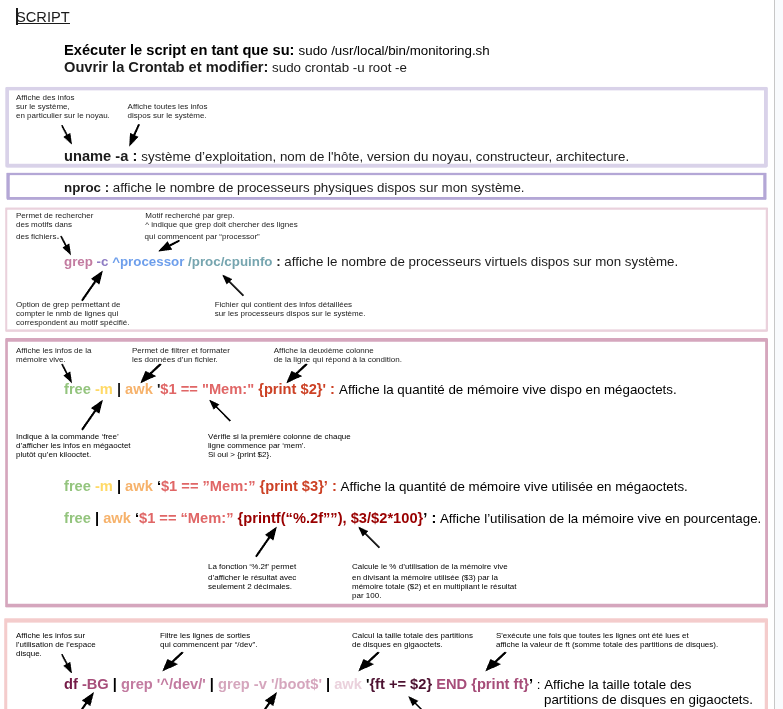 SCRIPT
Exécuter le script en tant que su: sudo /usr/local/bin/monitoring.sh
Ouvrir la Crontab et modifier: sudo crontab -u root -e
Affiche des infos
sur le système,
en particulier sur le noyau.
Affiche toutes les infos
dispos sur le système.
uname -a : système d’exploitation, nom de l'hôte, version du noyau, constructeur, architecture.
nproc : affiche le nombre de processeurs physiques dispos sur mon système.
Permet de rechercher
des motifs dans
des fichiers.
Motif recherché par grep.
^ indique que grep doit chercher des lignes
qui commencent par “processor”
grep -c ^processor /proc/cpuinfo : affiche le nombre de processeurs virtuels dispos sur mon système.
Option de grep permettant de
compter le nmb de lignes qui
correspondent au motif spécifié.
Fichier qui contient des infos détaillées
sur les processeurs dispos sur le système.
Affiche les infos de la
mémoire vive.
Permet de filtrer et formater
les données d’un fichier.
Affiche la deuxième colonne
de la ligne qui répond à la condition.
free -m | awk '$1 == "Mem:" {print $2}' : Affiche la quantité de mémoire vive dispo en mégaoctets.
Indique à la commande ‘free’
d’afficher les infos en mégaoctet
plutôt qu’en kilooctet.
Vérifie si la première colonne de chaque
ligne commence par ‘mem’.
Si oui > {print $2}.
free -m | awk ‘$1 == ”Mem:” {print $3}’ : Affiche la quantité de mémoire vive utilisée en mégaoctets.
free | awk ‘$1 == “Mem:” {printf(“%.2f””), $3/$2*100}’ : Affiche l’utilisation de la mémoire vive en pourcentage.
La fonction ‘%.2f’ permet
d’afficher le résultat avec
seulement 2 décimales.
Calcule le % d’utilisation de la mémoire vive
en divisant la mémoire utilisée ($3) par la
mémoire totale ($2) et en multipliant le résultat
par 100.
Affiche les infos sur
l’utilisation de l’espace
disque.
Filtre les lignes de sorties
qui commencent par “/dev”.
Calcul la taille totale des partitions
de disques en gigaoctets.
S’exécute une fois que toutes les lignes ont été lues et
affiche la valeur de ft (somme totale des partitions de disques).
df -BG | grep '^/dev/' | grep -v '/boot$' | awk '{ft += $2} END {print ft}’ : Affiche la taille totale des
partitions de disques en gigaoctets.